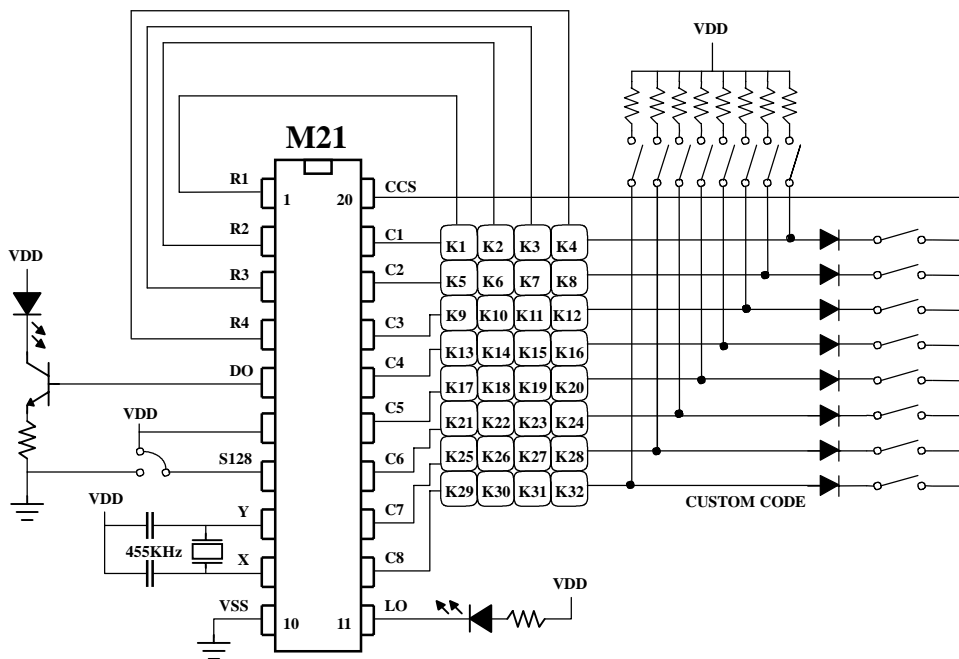 VDD
M21
R1
1
20
CCS
R2
C1
K1 K2 K3 K4
R3
C2
K5 K6 K7 K8
R4
C3
K9 K10 K11 K12
DO
C4
K13 K14 K15 K16
VDD
C5
K17 K18 K19 K20
S128
C6
K21 K22 K23 K24
K25 K26 K27 K28
VDD
Y
C7
K29 K30 K31 K32
CUSTOM CODE
455KHz
X
C8
VSS
10
11
LO
VDD